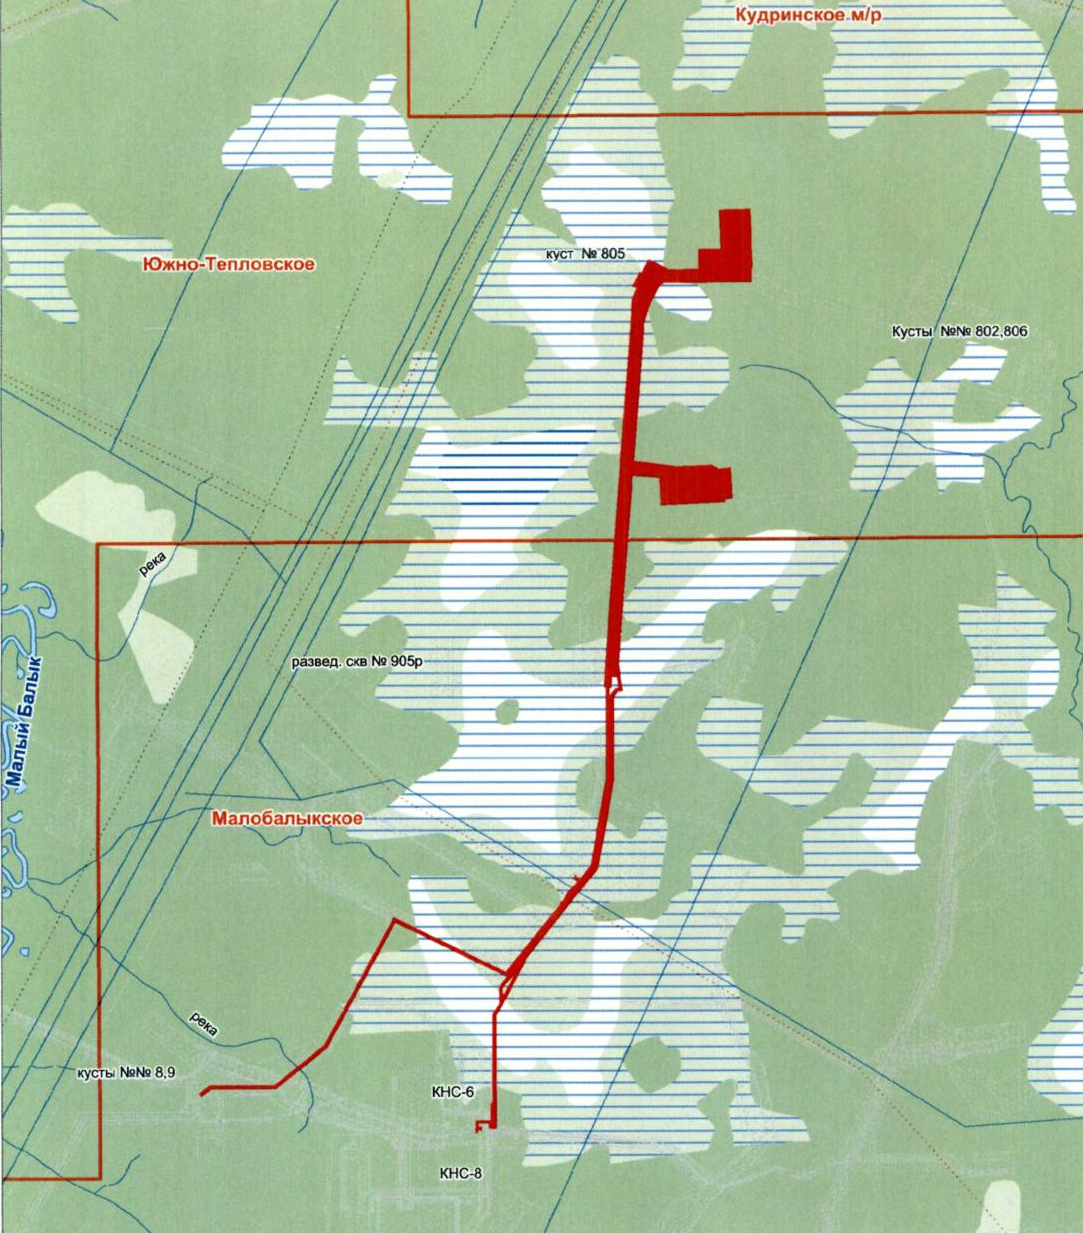 Кудринское м/р
куст № 805
Южно-Тепловское
Кусты №№ 802,806
река
развед. скв № 905р
Малый Балык
Малобалыкское
река
кусты №№ 8,9
КНС-6
КНС-8